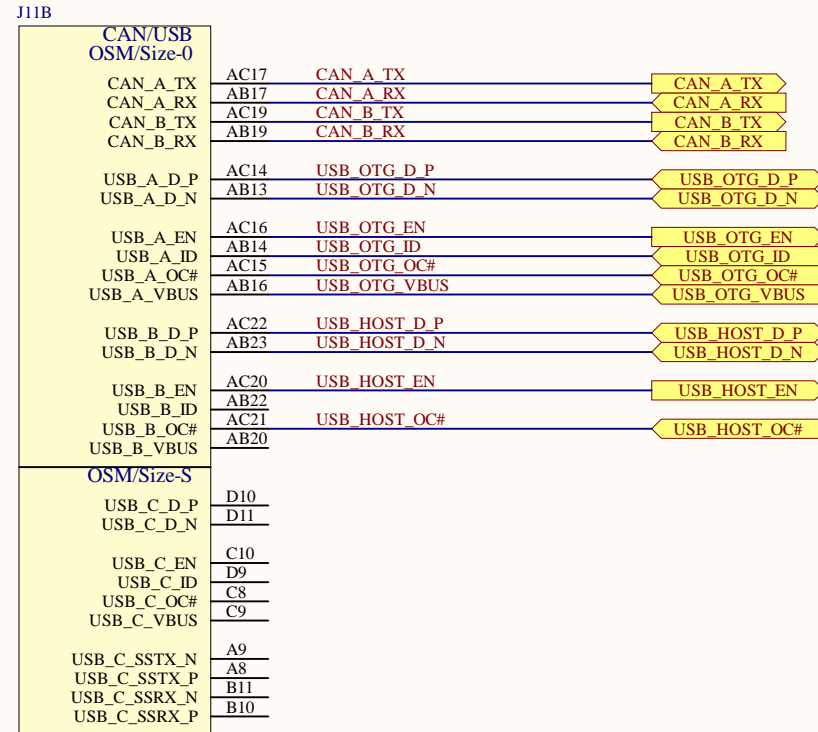 J11B
CAN/USB
OSM/Size-0
CAN_A_TX AC17 CAN_A_TX CAN_A_TX
CAN_A_RX AB17 CAN_A_RX CAN_A_RX
CAN_B_TX AC19 CAN_B_TX CAN_B_TX
CAN_B_RX AB19 CAN_B_RX CAN_B_RX
USB_A_D_P AC14 USB_OTG_D_P USB_OTG_D_P
USB_A_D_N AB13 USB_OTG_D_N USB_OTG_D_N
USB_A_EN AC16 USB_OTG_EN USB_OTG_EN
USB_A_ID AB14 USB_OTG_ID USB_OTG_ID
USB_A_OC# AC15 USB_OTG_OC# USB_OTG_OC#
USB_A_VBUS AB16 USB_OTG_VBUS USB_OTG_VBUS
USB_B_D_P AC22 USB_HOST_D_P USB_HOST_D_P
USB_B_D_N AB23 USB_HOST_D_N USB_HOST_D_N
USB_B_EN AC20 USB_HOST_EN USB_HOST_EN
USB_B_ID AB22
USB_B_OC# AC21 USB_HOST_OC# USB_HOST_OC#
USB_B_VBUS AB20
OSM/Size-S
USB_C_D_P D10
USB_C_D_N D11
USB_C_EN C10
USB_C_ID D9
USB_C_OC# C8
USB_C_VBUS C9
USB_C_SSTX_N A9
USB_C_SSTX_P A8
USB_C_SSRX_N B11
USB_C_SSRX_P B10